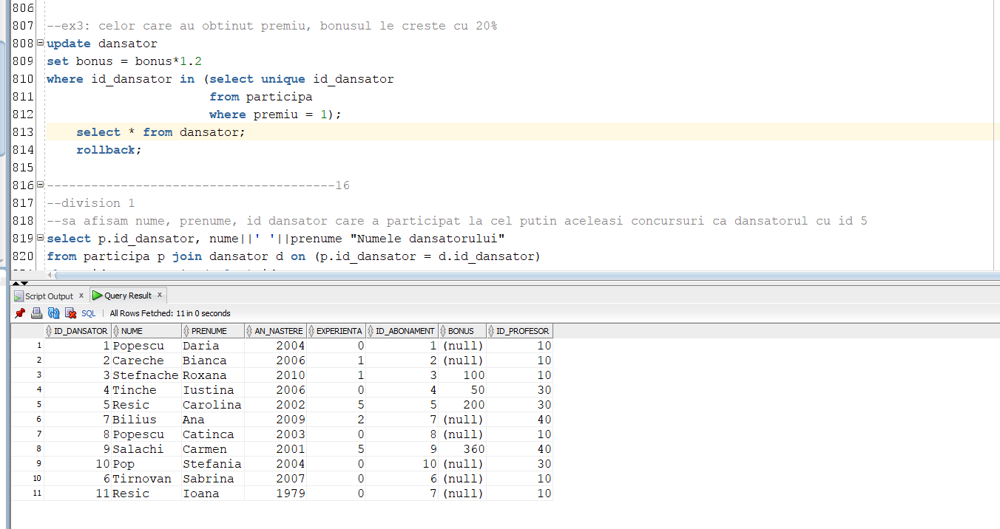 806
807 --ex3: celor care au obtinut premiu, bonusul le creste cu 20%
808 update dansator
809 set bonus = bonus*1.2
810 where id_dansator in (select unique id_dansator
811 from participa
812 where premiu = 1);
813 select * from dansator;
814 rollback;
815
816 ---------------------------------------16
817 --division 1
818 --sa afisam nume, prenume, id dansator care a participat la cel putin aceleasi concursuri ca dansatorul cu id 5
819 select p.id_dansator, nume||' '||prenume "Numele dansatorului"
820 from participa p join dansator d on (p.id_dansator = d.id_dansator)
Script Output x Query Result x
SQL | All Rows Fetched: 11 in 0 seconds
ID_DANSATOR NUME PRENUME AN_NASTERE EXPERIENTA ID_ABONAMENT BONUS ID_PROFESOR
1 1 Popescu Daria 2004 0 1 (null) 10
2 2 Careche Bianca 2006 1 2 (null) 10
3 3 Stefnache Roxana 2010 1 3 100 10
4 4 Tinche Iustina 2006 0 4 50 30
5 5 Resic Carolina 2002 5 5 200 30
6 7 Bilius Ana 2009 2 7 (null) 40
7 8 Popescu Catinca 2003 0 8 (null) 10
8 9 Salachi Carmen 2001 5 9 360 40
9 10 Pop Stefania 2004 0 10 (null) 30
10 6 Tirnovan Sabrina 2007 0 6 (null) 10
11 11 Resic Ioana 1979 0 7 (null) 10